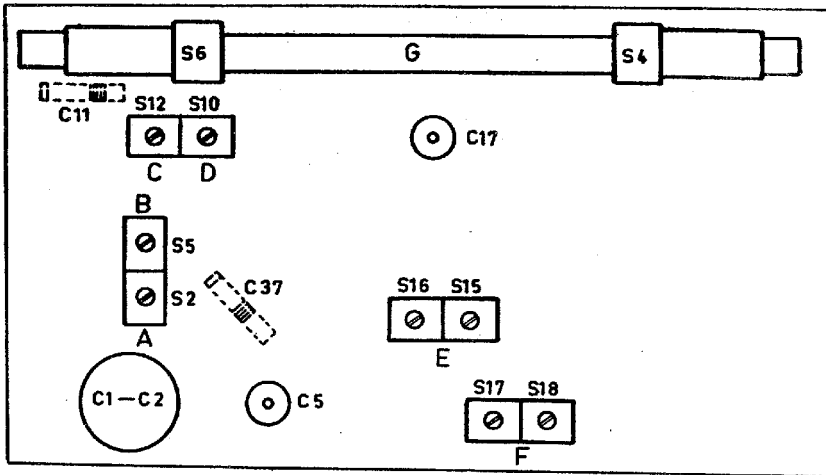 S6 G S4
C11
S12 S10
C17
C D
B
S5
S2
C37
A
S16 S15
E
C1—C2
C5
S17 S18
F